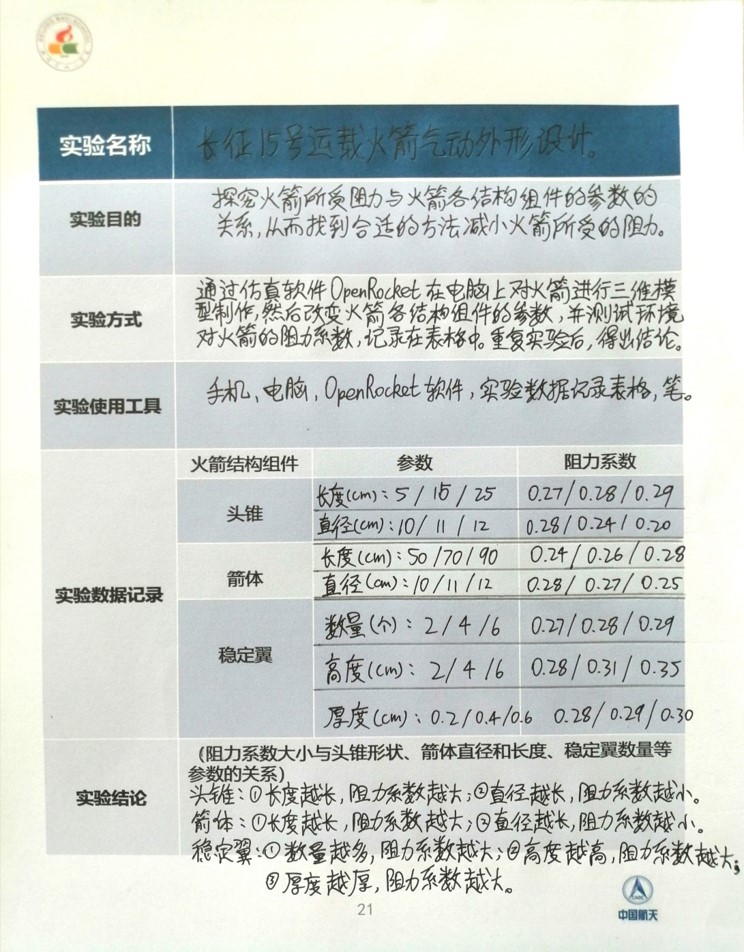 实验名称 长征15号运载火箭气动外形设计。
实验目的 探究火箭所受阻力与火箭各结构组件的参数的
关系,从而找到合适的方法减小火箭所受的阻力。
实验方式 通过仿真软件OpenRocket在电脑上对火箭进行三维模
型制作,然后改变火箭各结构组件的参数,并测试环境
对火箭的阻力系数,记录在表格中。重复实验后,得出结论。
实验使用工具 手机、电脑,OpenRocket软件,实验数据记录表格,笔。
实验数据记录
火箭结构组件 参数 阻力系数
头锥 长度(cm):5/15/25 0.27/0.28/0.29
直径(cm):10/11/12 0.28/0.24/0.20
箭体 长度(cm):50/70/90 0.24/0.26/0.28
直径(cm):10/11/12 0.28/0.27/0.25
稳定翼 数量(个):2/4/6 0.27/0.28/0.29
高度(cm):2/4/6 0.28/0.31/0.35
厚度(cm):0.2/0.4/0.6 0.28/0.29/0.30
实验结论 (阻力系数大小与头锥形状、箭体直径和长度、稳定翼数量等
参数的关系)
头锥:①长度越长,阻力系数越大;②直径越长,阻力系数越小。
箭体:①长度越长,阻力系数越大;②直径越长,阻力系数越小。
稳定翼:①数量越多,阻力系数越大;②高度越高,阻力系数越大;
③厚度越厚,阻力系数越大。
21
中国航天